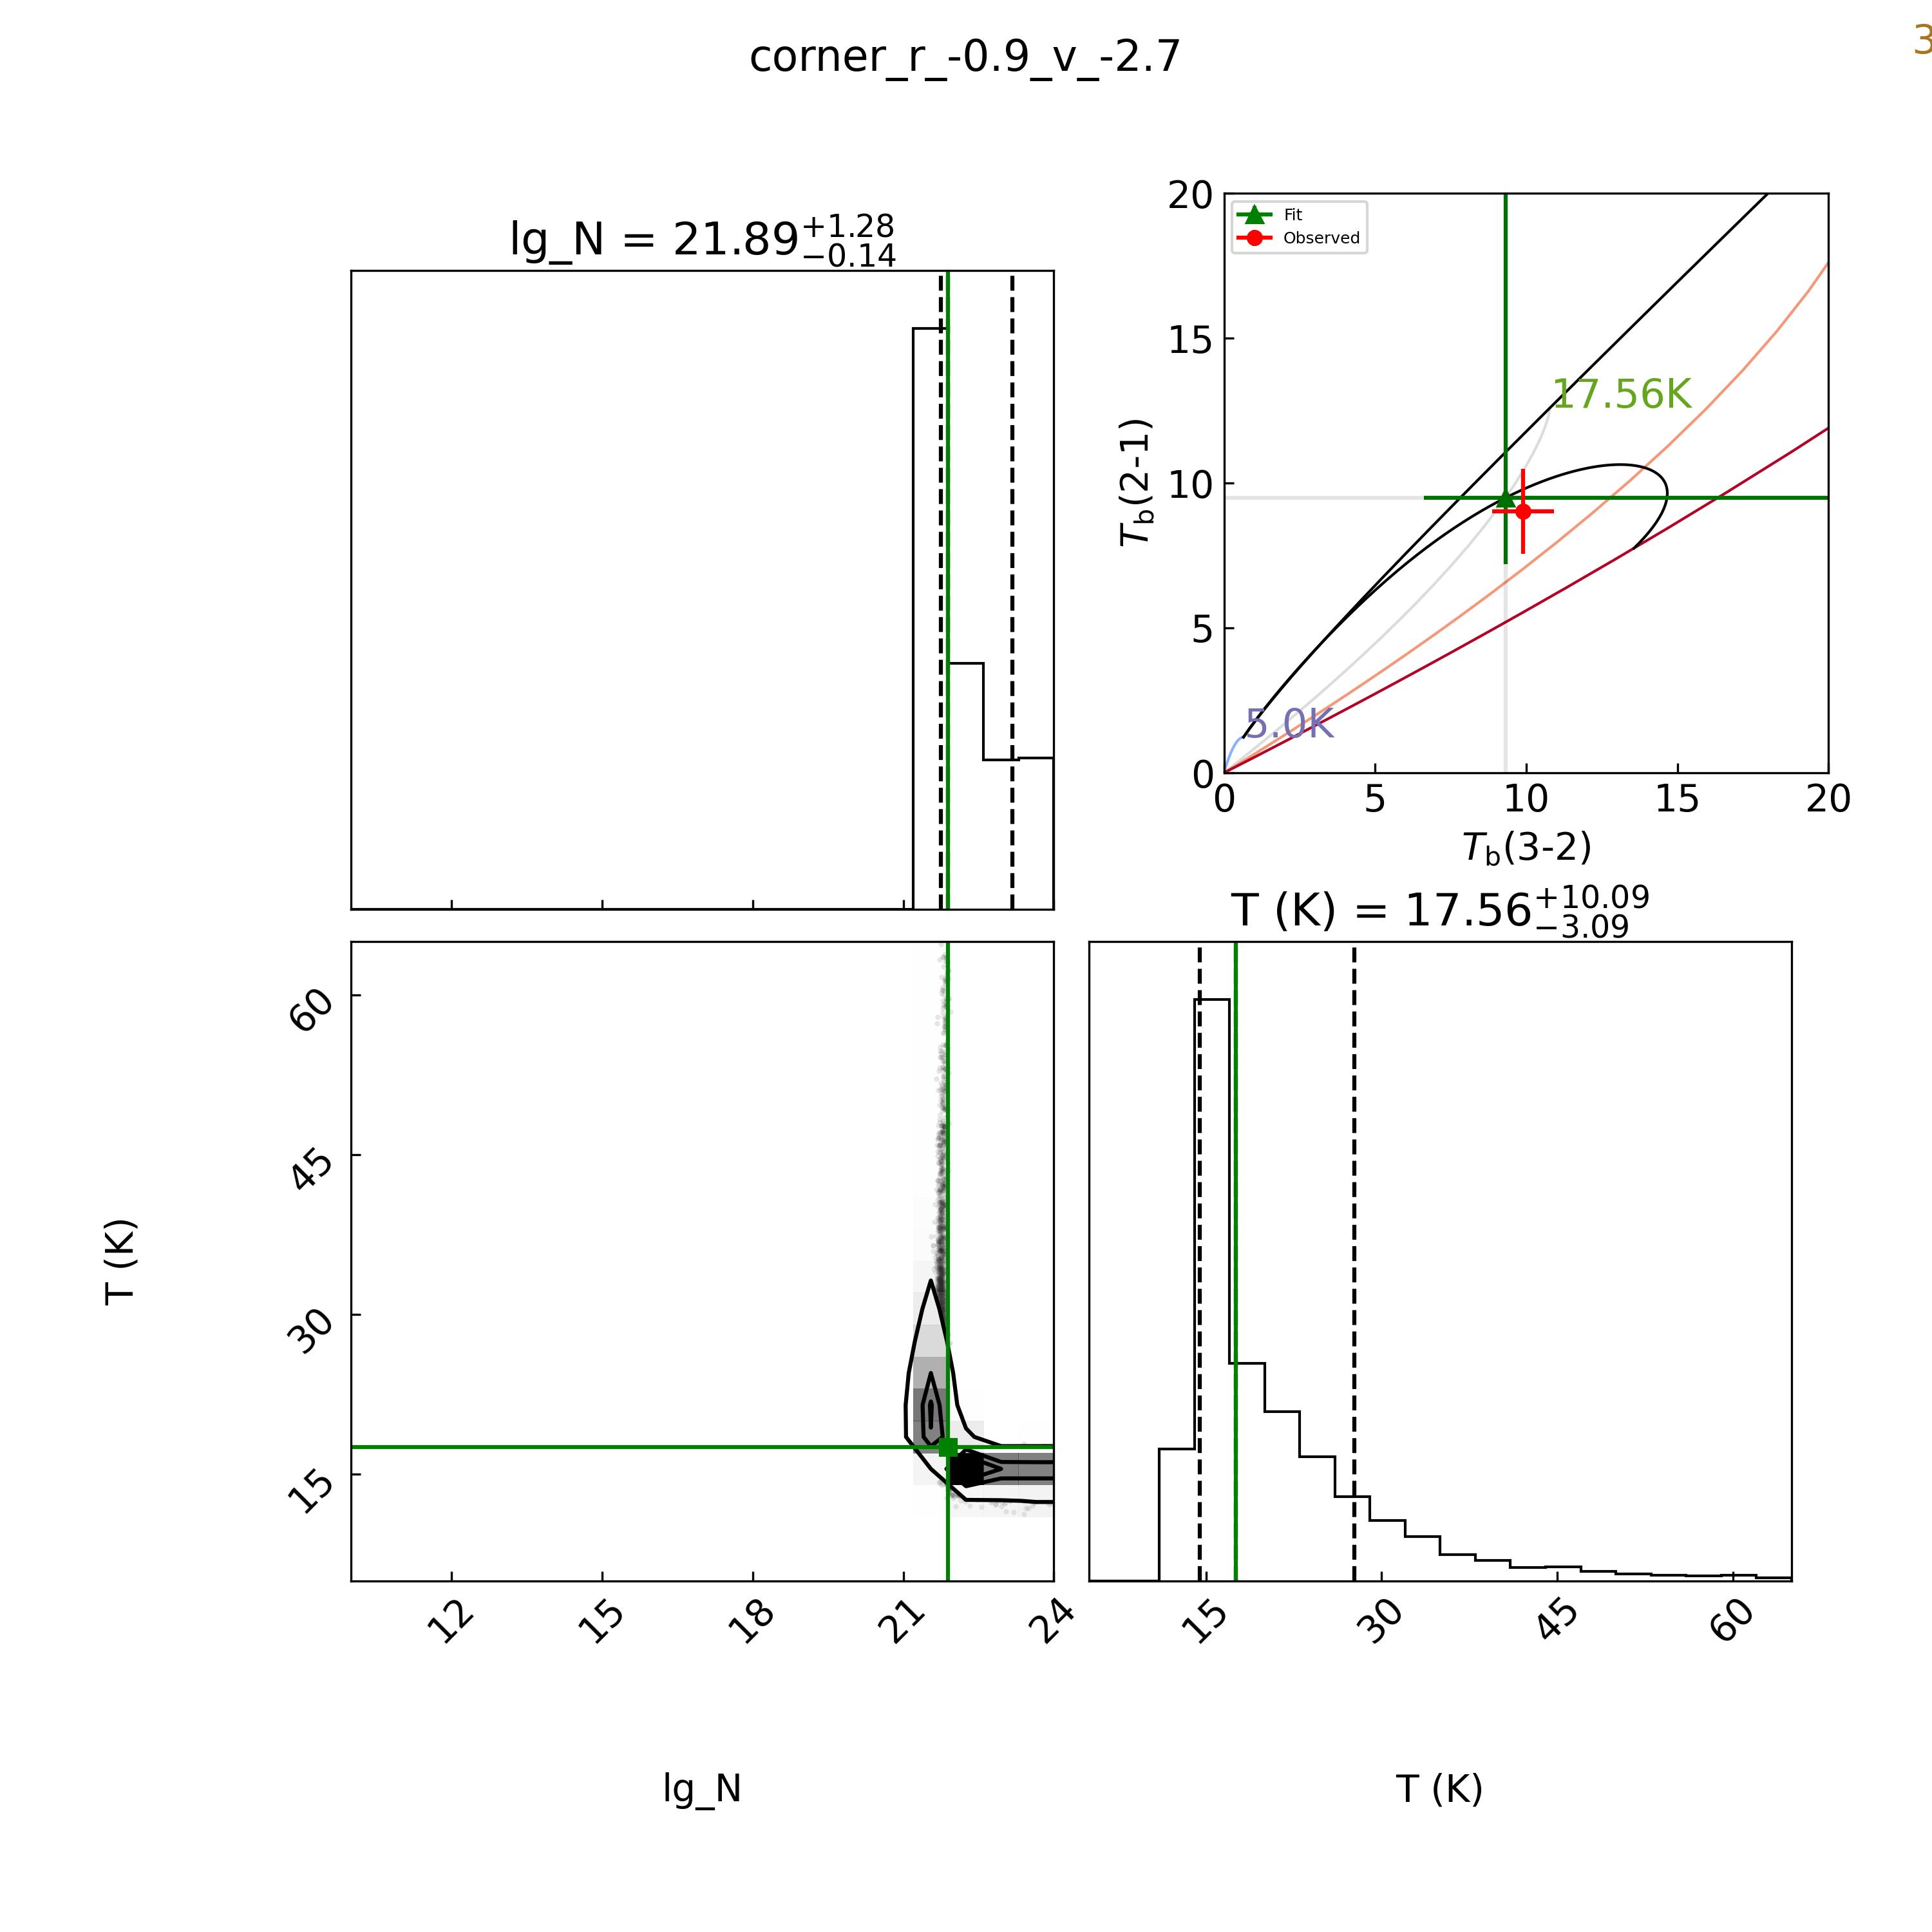 corner_r_-0.9_v_-2.7
3
lg_N = 21.89 +1.28 −0.14
20
15
10
5
0
T_b(2-1)
Fit
Observed
17.56K
5.0K
0 5 10 15 20
T_b(3-2)
T (K) = 17.56 +10.09 −3.09
60
45
30
15
T (K)
12 15 18 21 24
15 30 45 60
lg_N
T (K)